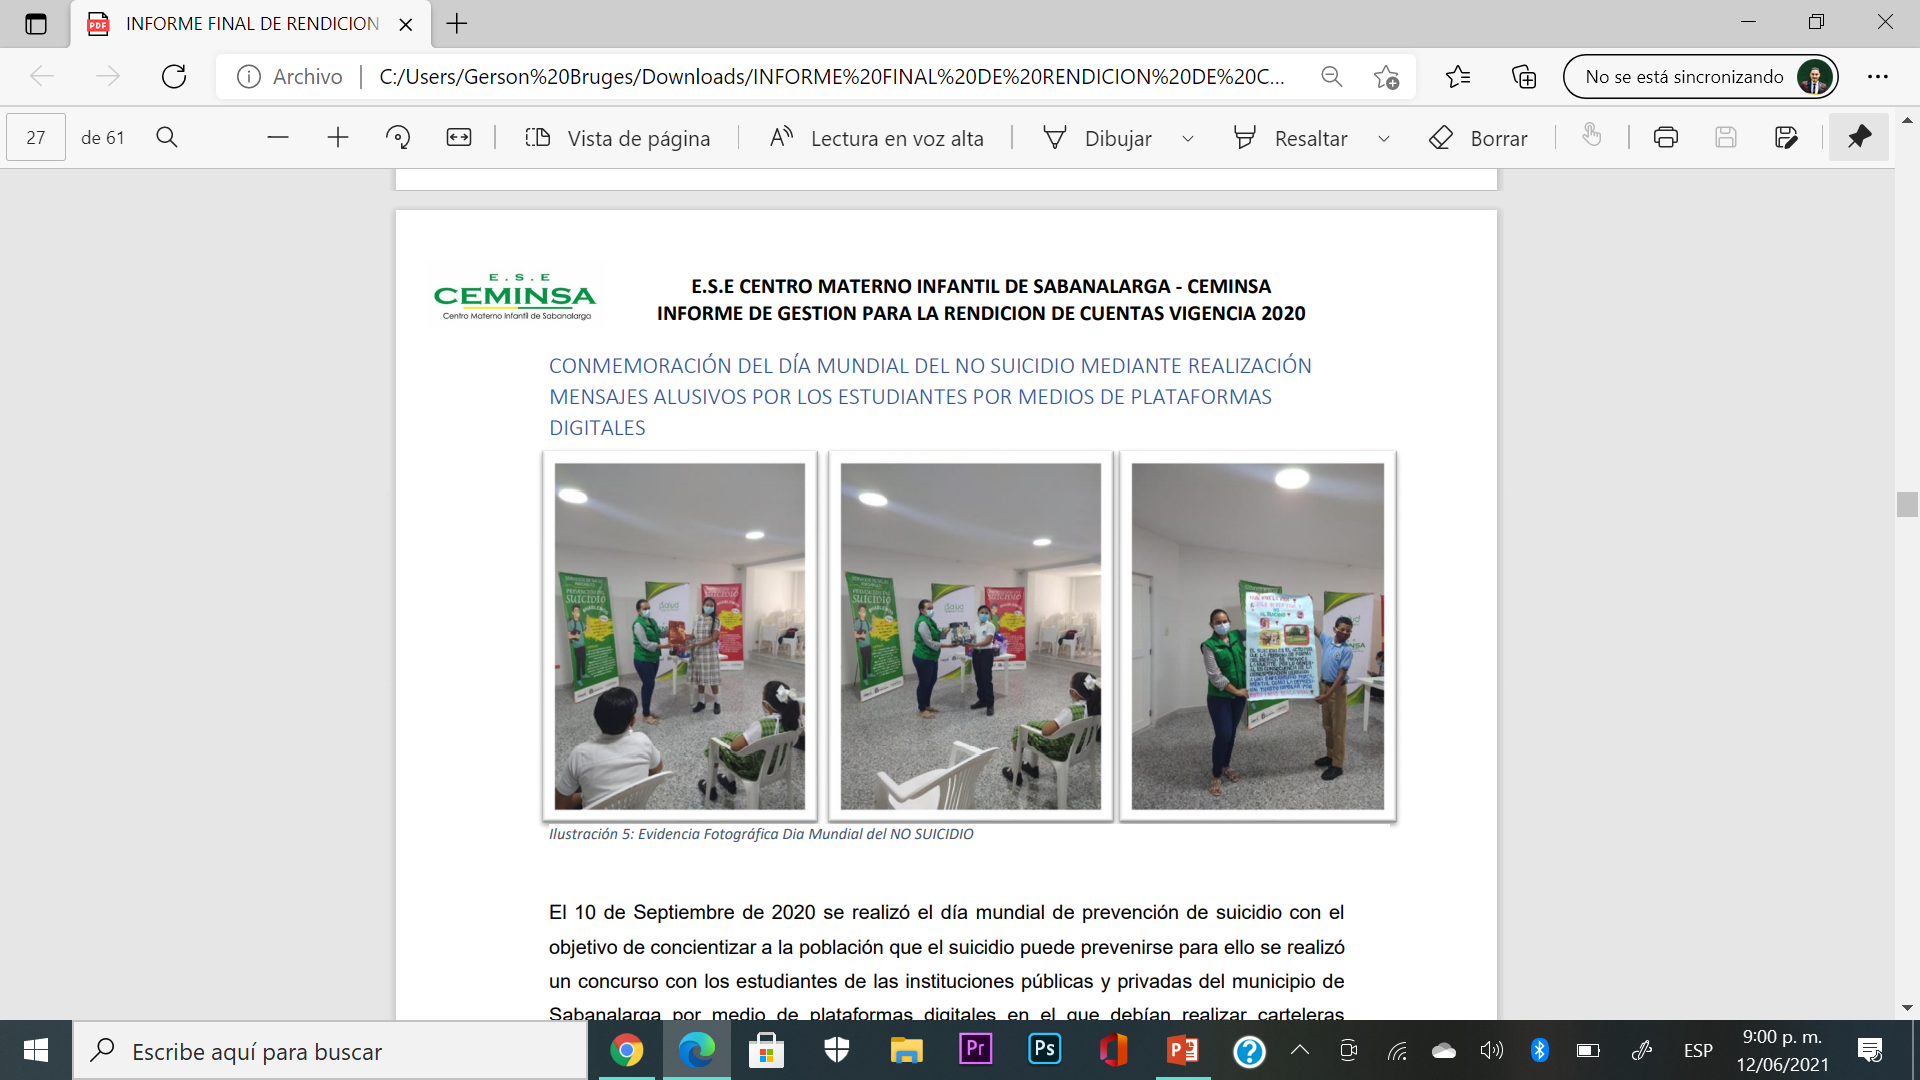 INFORME FINAL DE RENDICION
Archivo
C:/Users/Gerson%20Bruges/Downloads/INFORME%20FINAL%20DE%20RENDICION%20DE%20C...
No se está sincronizando
27
de 61
Vista de página
Lectura en voz alta
Dibujar
Resaltar
Borrar
E.S.E
CEMINSA
Centro Materno Infantil de Sabanalarga
E.S.E CENTRO MATERNO INFANTIL DE SABANALARGA - CEMINSA
INFORME DE GESTION PARA LA RENDICION DE CUENTAS VIGENCIA 2020
CONMEMORACIÓN DEL DÍA MUNDIAL DEL NO SUICIDIO MEDIANTE REALIZACIÓN
MENSAJES ALUSIVOS POR LOS ESTUDIANTES POR MEDIOS DE PLATAFORMAS
DIGITALES
SUICIDIO
SUICIDIO
SUICIDIO
SUICIDIO
Ilustración 5: Evidencia Fotográfica Dia Mundial del NO SUICIDIO
El 10 de Septiembre de 2020 se realizó el día mundial de prevención de suicidio con el
objetivo de concientizar a la población que el suicidio puede prevenirse para ello se realizó
un concurso con los estudiantes de las instituciones públicas y privadas del municipio de
Sabanalarga por medio de plataformas digitales en el que debían realizar carteleras
Escribe aquí para buscar
ESP
9:00 p. m.
12/06/2021